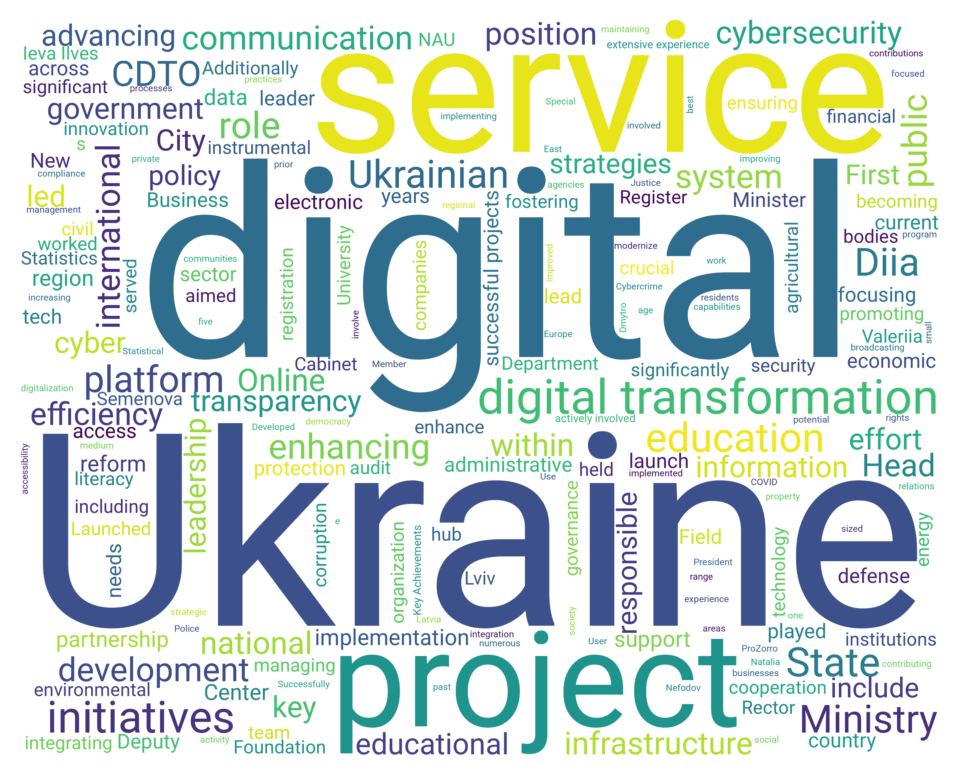 advancing
communication
NAU
position
maintaining
extensive experience
cybersecurity
leva Ilves
across
CDTO
Additionally
service
contributions
significant
processes
practices
focused
government
data
leader
implementing
Special
best
ensuring
financial
innovation
role
involved
public
s
City
instrumental
New
compliance
private
prior
East
strategies
improving
international
policy
Ukrainian
agencies
Justice
system
First
led
management
Business
electronic
years
regional
fostering
Register
Minister
becoming
civil
worked
digital
current
bodies
program
Statistics
served
communities
registration
University
companies
successful projects
improved
modernize
work
agricultural
Diia
region
sector
crucial
Cybercrime
increasing
aimed
lead
residents
capabilities
focusing
tech
five
involve
Europe
Dmytro
age
promoting
Valeriia
small
cyber
Statistical
broadcasting
Cabinet
Member
Department
significantly
security
economic
digitalization
platform
Online
Semenova
transparency
digital transformation
efficiency
Developed
democracy
actively involved
potential
rights
access
enhance
medium
leadership
enhancing
within
education
effort
accessibility
reform
protection
audit
administrative
held
launch
information
Head
literacy
Use
implemented
COVID
relations
including
property
Ukraine
Launched
corruption
e
organization
Key Achievements
hub
governance
responsible
Field
technology
sized
energy
needs
Lviv
President
range
defense
experience
strategic
Latvia
society
one
Police
areas
partnership
national
implementation
integration
numerous
User
support
played
institutions
project
ProZorro
development
managing
Natalia
State
contributing
businesses
environmental
Center
Successfully
past
Nefodov
cooperation
include
initiatives
key
Rector
Ministry
team
integrating
Deputy
activity
Foundation
educational
infrastructure
social
country